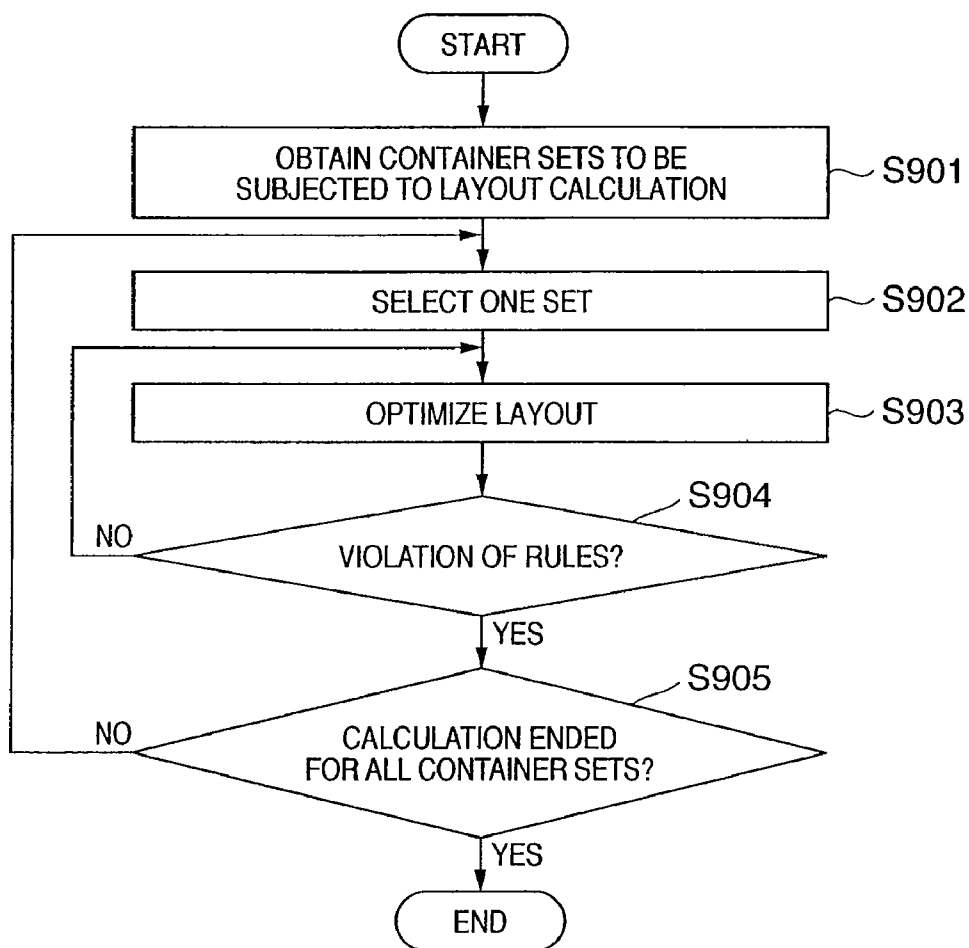 START
OBTAIN CONTAINER SETS TO BE
SUBJECTED TO LAYOUT CALCULATION
S901
SELECT ONE SET
S902
OPTIMIZE LAYOUT
S903
S904
NO
VIOLATION OF RULES?
YES
S905
NO
CALCULATION ENDED
FOR ALL CONTAINER SETS?
YES
END